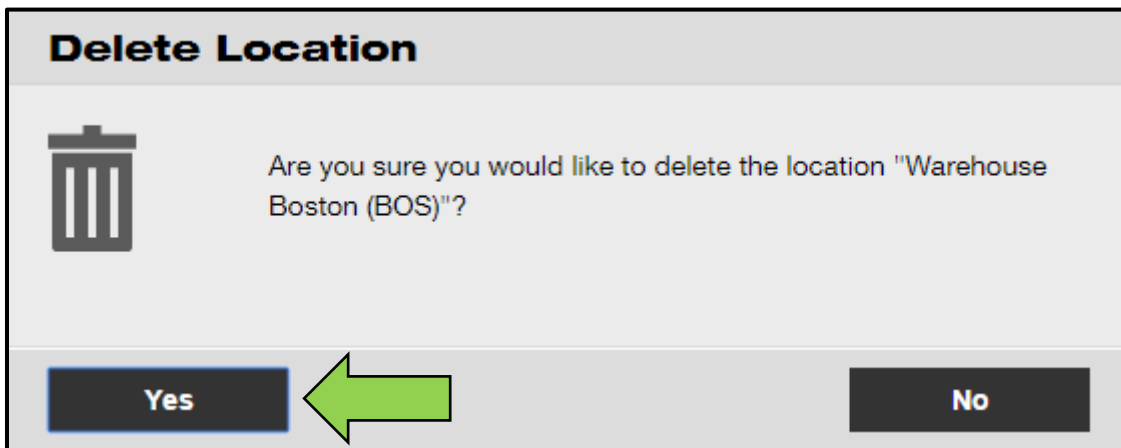 Delete Location
Are you sure you would like to delete the location "Warehouse
Boston (BOS)"?
Yes
No